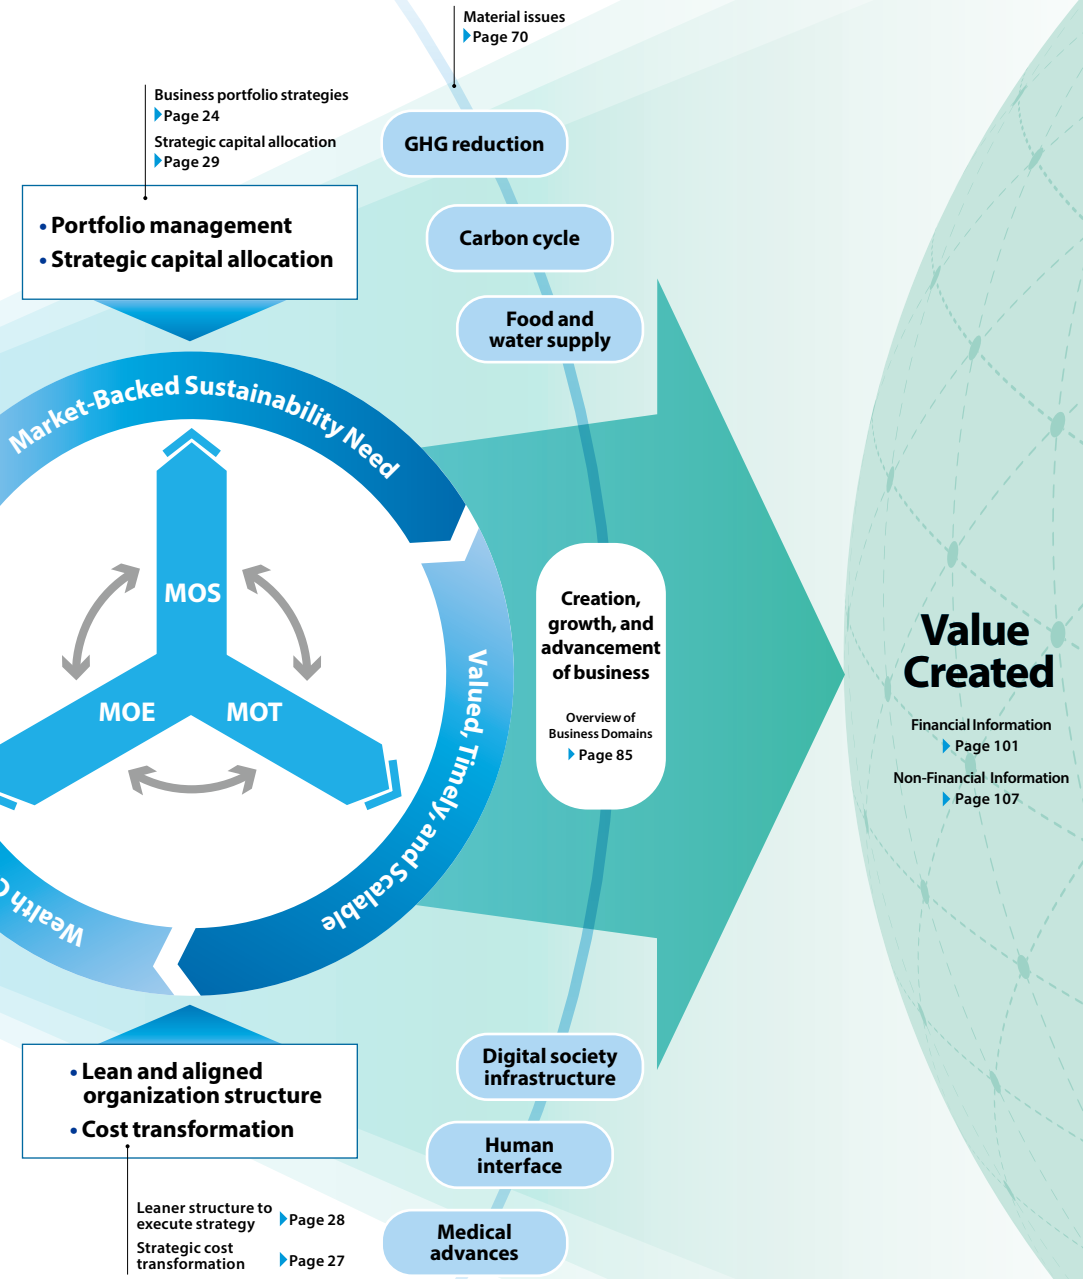 Material issues
Page 70
Business portfolio strategies
Page 24
Strategic capital allocation
Page 29
• Portfolio management
• Strategic capital allocation
GHG reduction
Carbon cycle
Food and
water supply
Market-Backed Sustainability Need
MOS
MOE
MOT
Valued, Timely, and Scalable
Wealth
Creation,
growth, and
advancement
of business
Overview of
Business Domains
Page 85
Value
Created
Financial Information
Page 101
Non-Financial Information
Page 107
• Lean and aligned
organization structure
• Cost transformation
Leaner structure to
execute strategy
Page 28
Strategic cost
transformation
Page 27
Digital society
infrastructure
Human
interface
Medical
advances